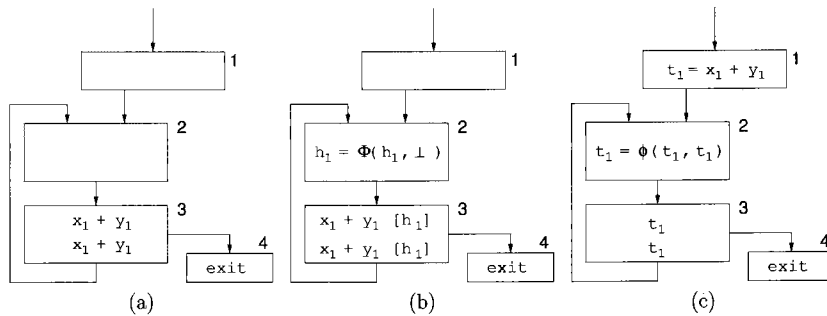 1
2
x₁ + y₁
x₁ + y₁
3
4
exit
(a)
1
h₁ = Φ(h₁, ⊥)
2
x₁ + y₁ [h₁]
x₁ + y₁ [h₁]
3
4
exit
(b)
t₁ = x₁ + y₁
1
t₁ = ϕ(t₁, t₁)
2
t₁
t₁
3
4
exit
(c)